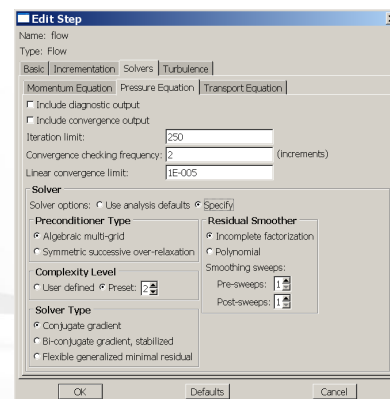 Edit Step
Name: flow
Type: Flow
Basic Incrementation Solvers Turbulence
Momentum Equation Pressure Equation Transport Equation
Include diagnostic output
Include convergence output
Iteration limit: 250
Convergence checking frequency: 2 (increments)
Linear convergence limit: 1E-005
Solver
Solver options: Use analysis defaults Specify
Preconditioner Type
Algebraic multi-grid
Symmetric successive over-relaxation
Complexity Level
User defined Preset: 2
Solver Type
Conjugate gradient
Bi-conjugate gradient, stabilized
Flexible generalized minimal residual
Residual Smoother
Incomplete factorization
Polynomial
Smoothing sweeps:
Pre-sweeps: 1
Post-sweeps: 1
OK Defaults Cancel